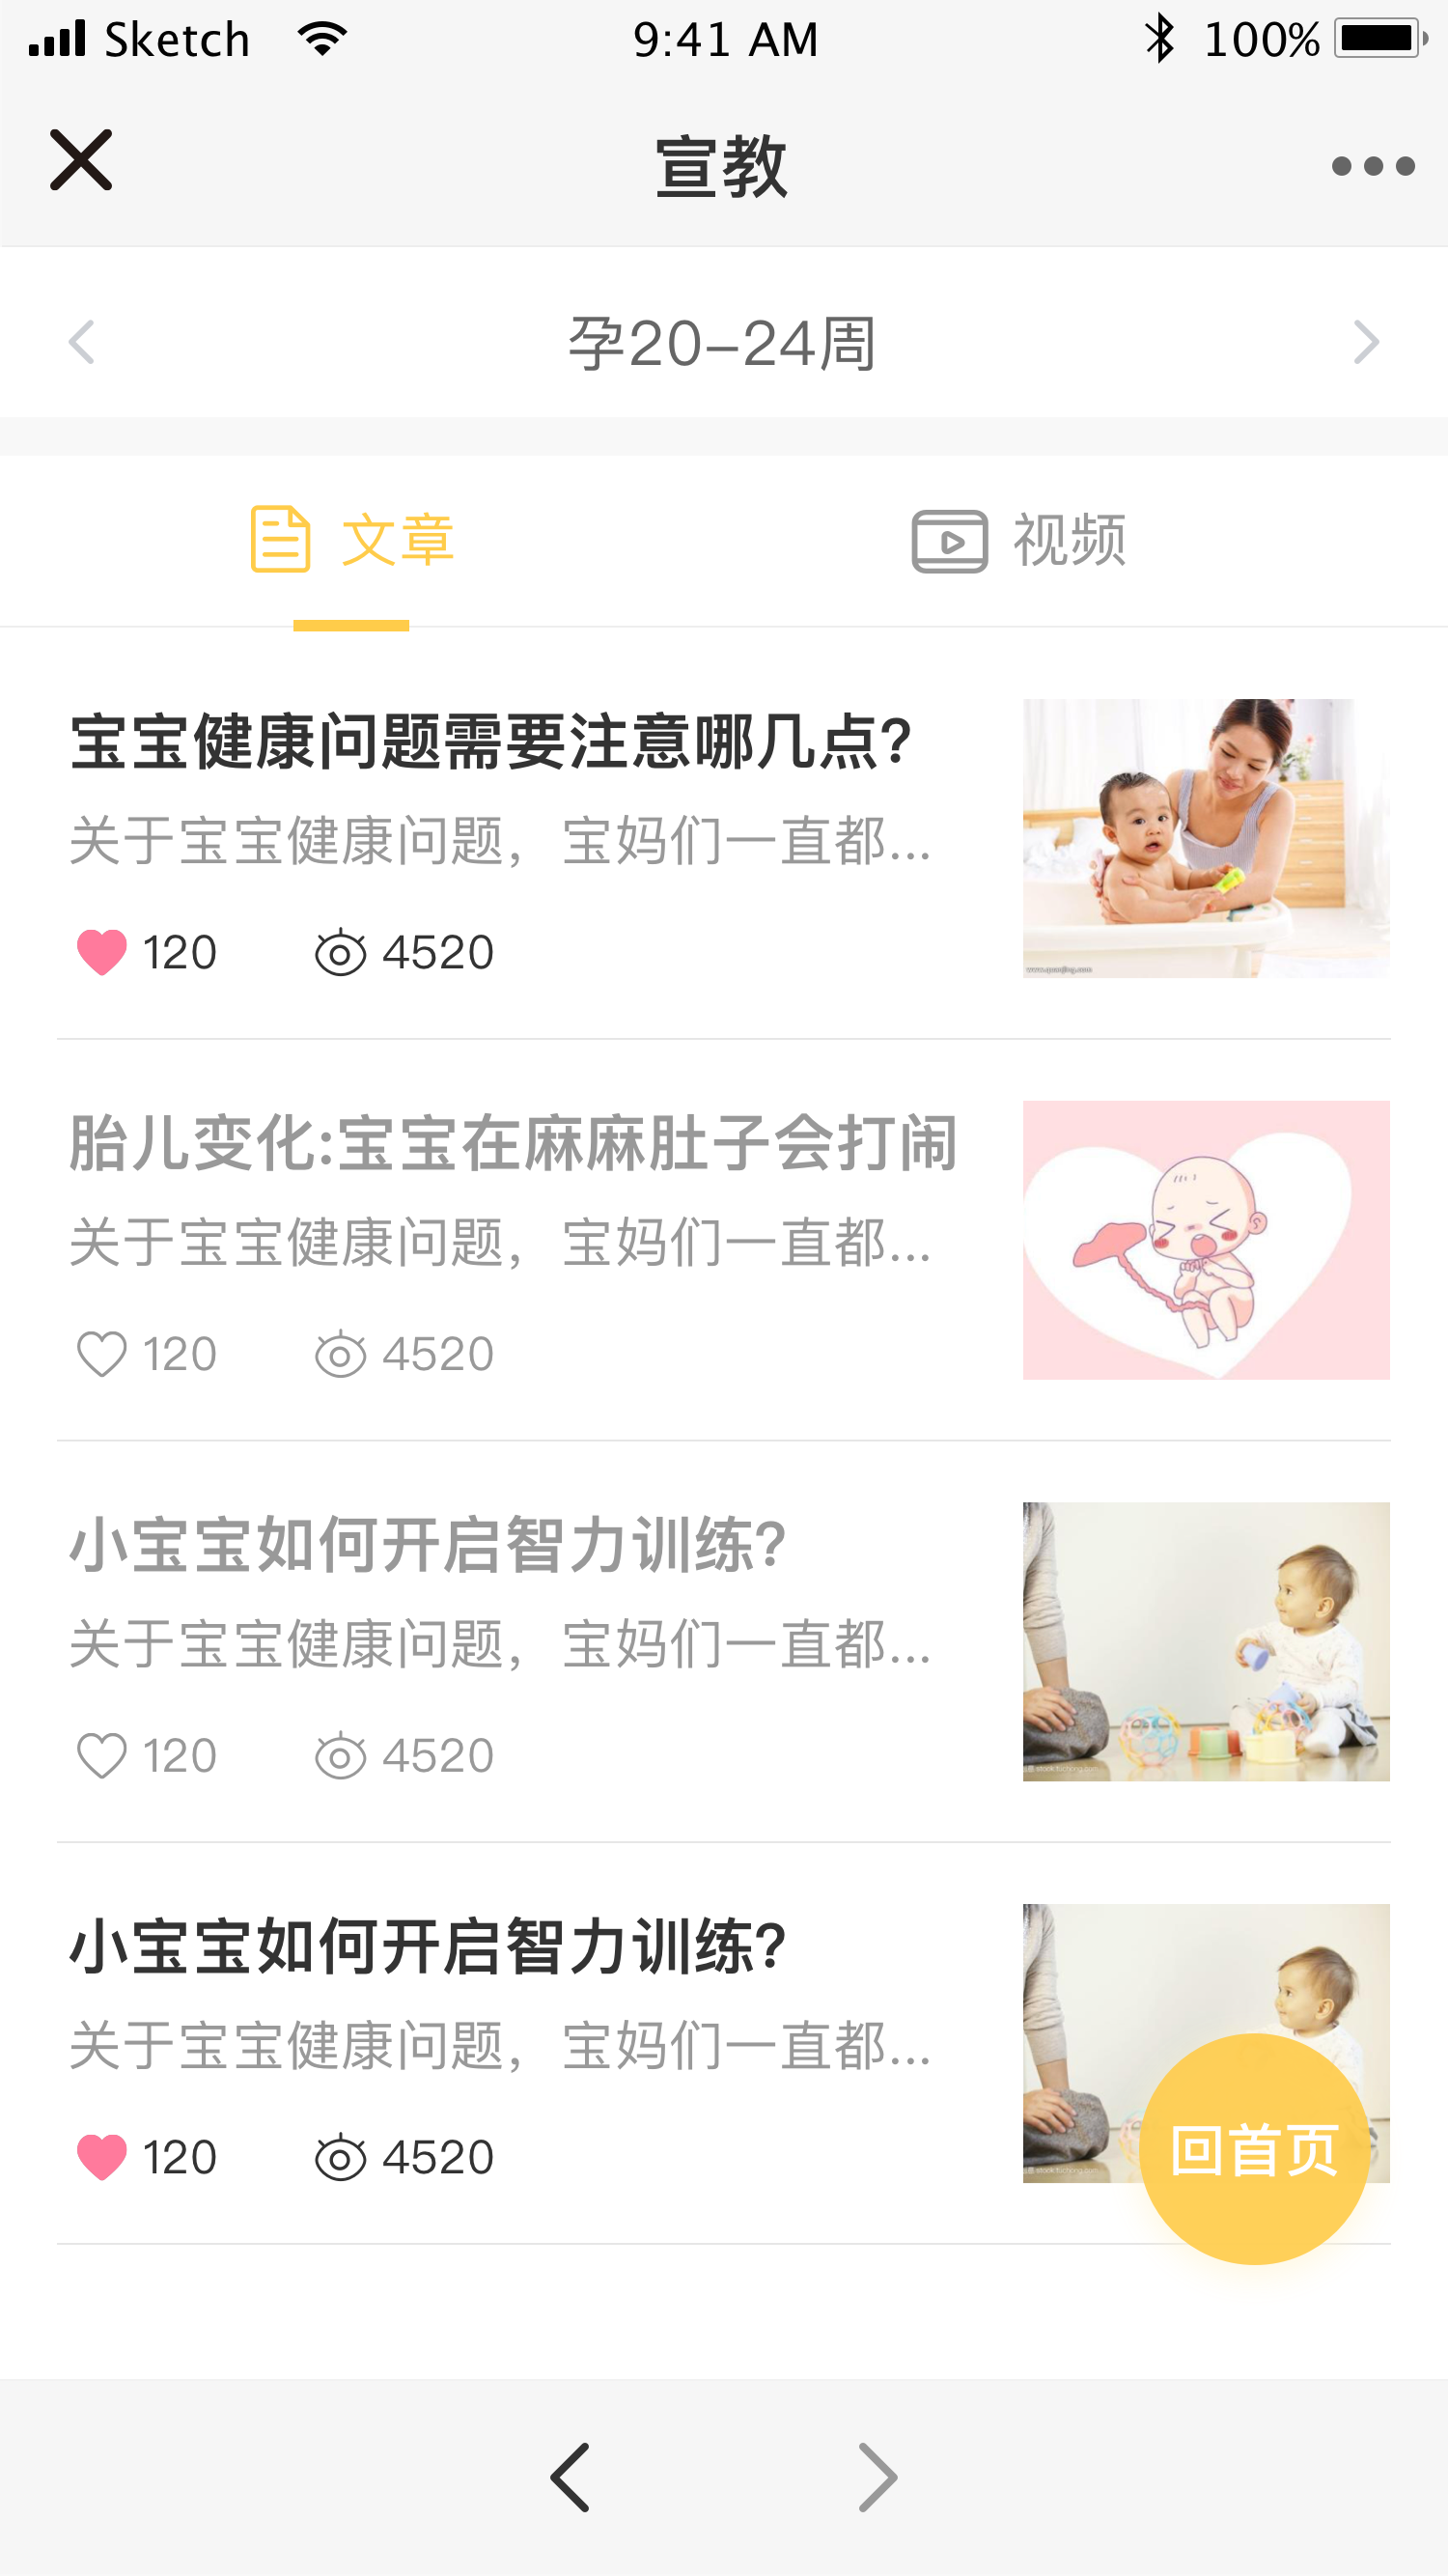 Sketch 9:41 AM 100%
宣教
孕20-24周
文章 视频
宝宝健康问题需要注意哪几点?
关于宝宝健康问题，宝妈们一直都...
120 4520
www.quanjing.com
胎儿变化:宝宝在麻麻肚子会打闹
关于宝宝健康问题，宝妈们一直都...
120 4520
小宝宝如何开启智力训练?
关于宝宝健康问题，宝妈们一直都...
120 4520
stock.tuchong.com
小宝宝如何开启智力训练?
关于宝宝健康问题，宝妈们一直都...
120 4520
回首页